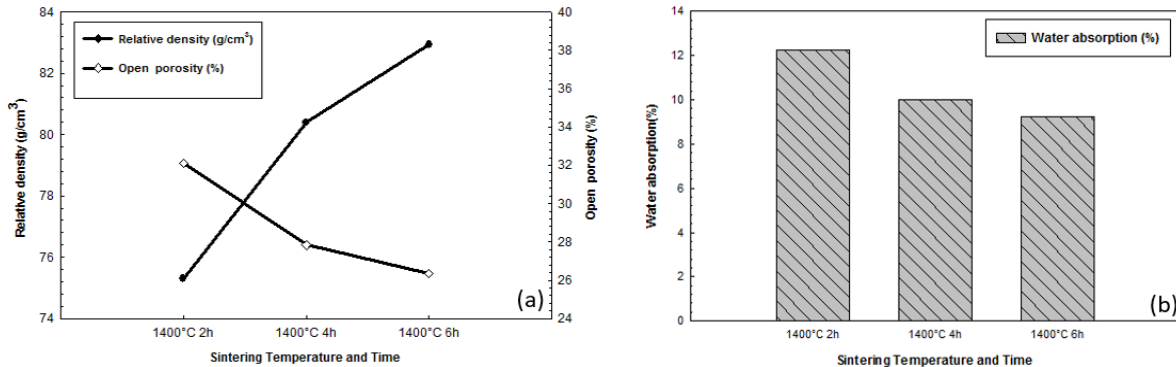 84
82
80
78
76
74
Relative density (g/cm³)
Relative density (g/cm³)
Open porosity (%)
40
38
36
34
32
30
28
26
24
Open porosity (%)
(a)
1400°C 2h
1400°C 4h
1400°C 6h
Sintering Temperature and Time
14
12
10
8
6
4
2
0
Water absorption(%)
Water absorption (%)
(b)
1400°C 2h
1400°C 4h
1400°C 6h
Sintering Temperature and Time